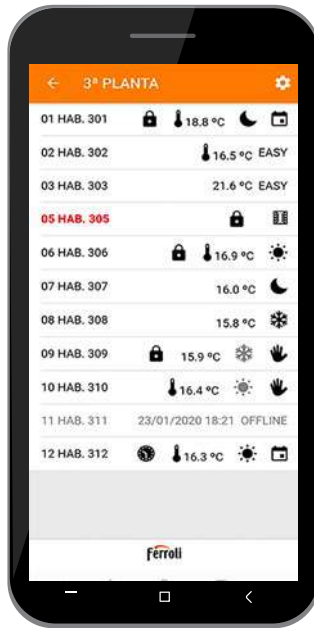 3ª PLANTA
01 HAB. 301 18.8 ºC
02 HAB. 302 16.5 ºC EASY
03 HAB. 303 21.6 ºC EASY
05 HAB. 305
06 HAB. 306 16.9 ºC
07 HAB. 307 16.0 ºC
08 HAB. 308 15.8 ºC
09 HAB. 309 15.9 ºC
10 HAB. 310 16.4 ºC
11 HAB. 311 23/01/2020 18:21 OFFLINE
12 HAB. 312 16.3 ºC
Ferroli